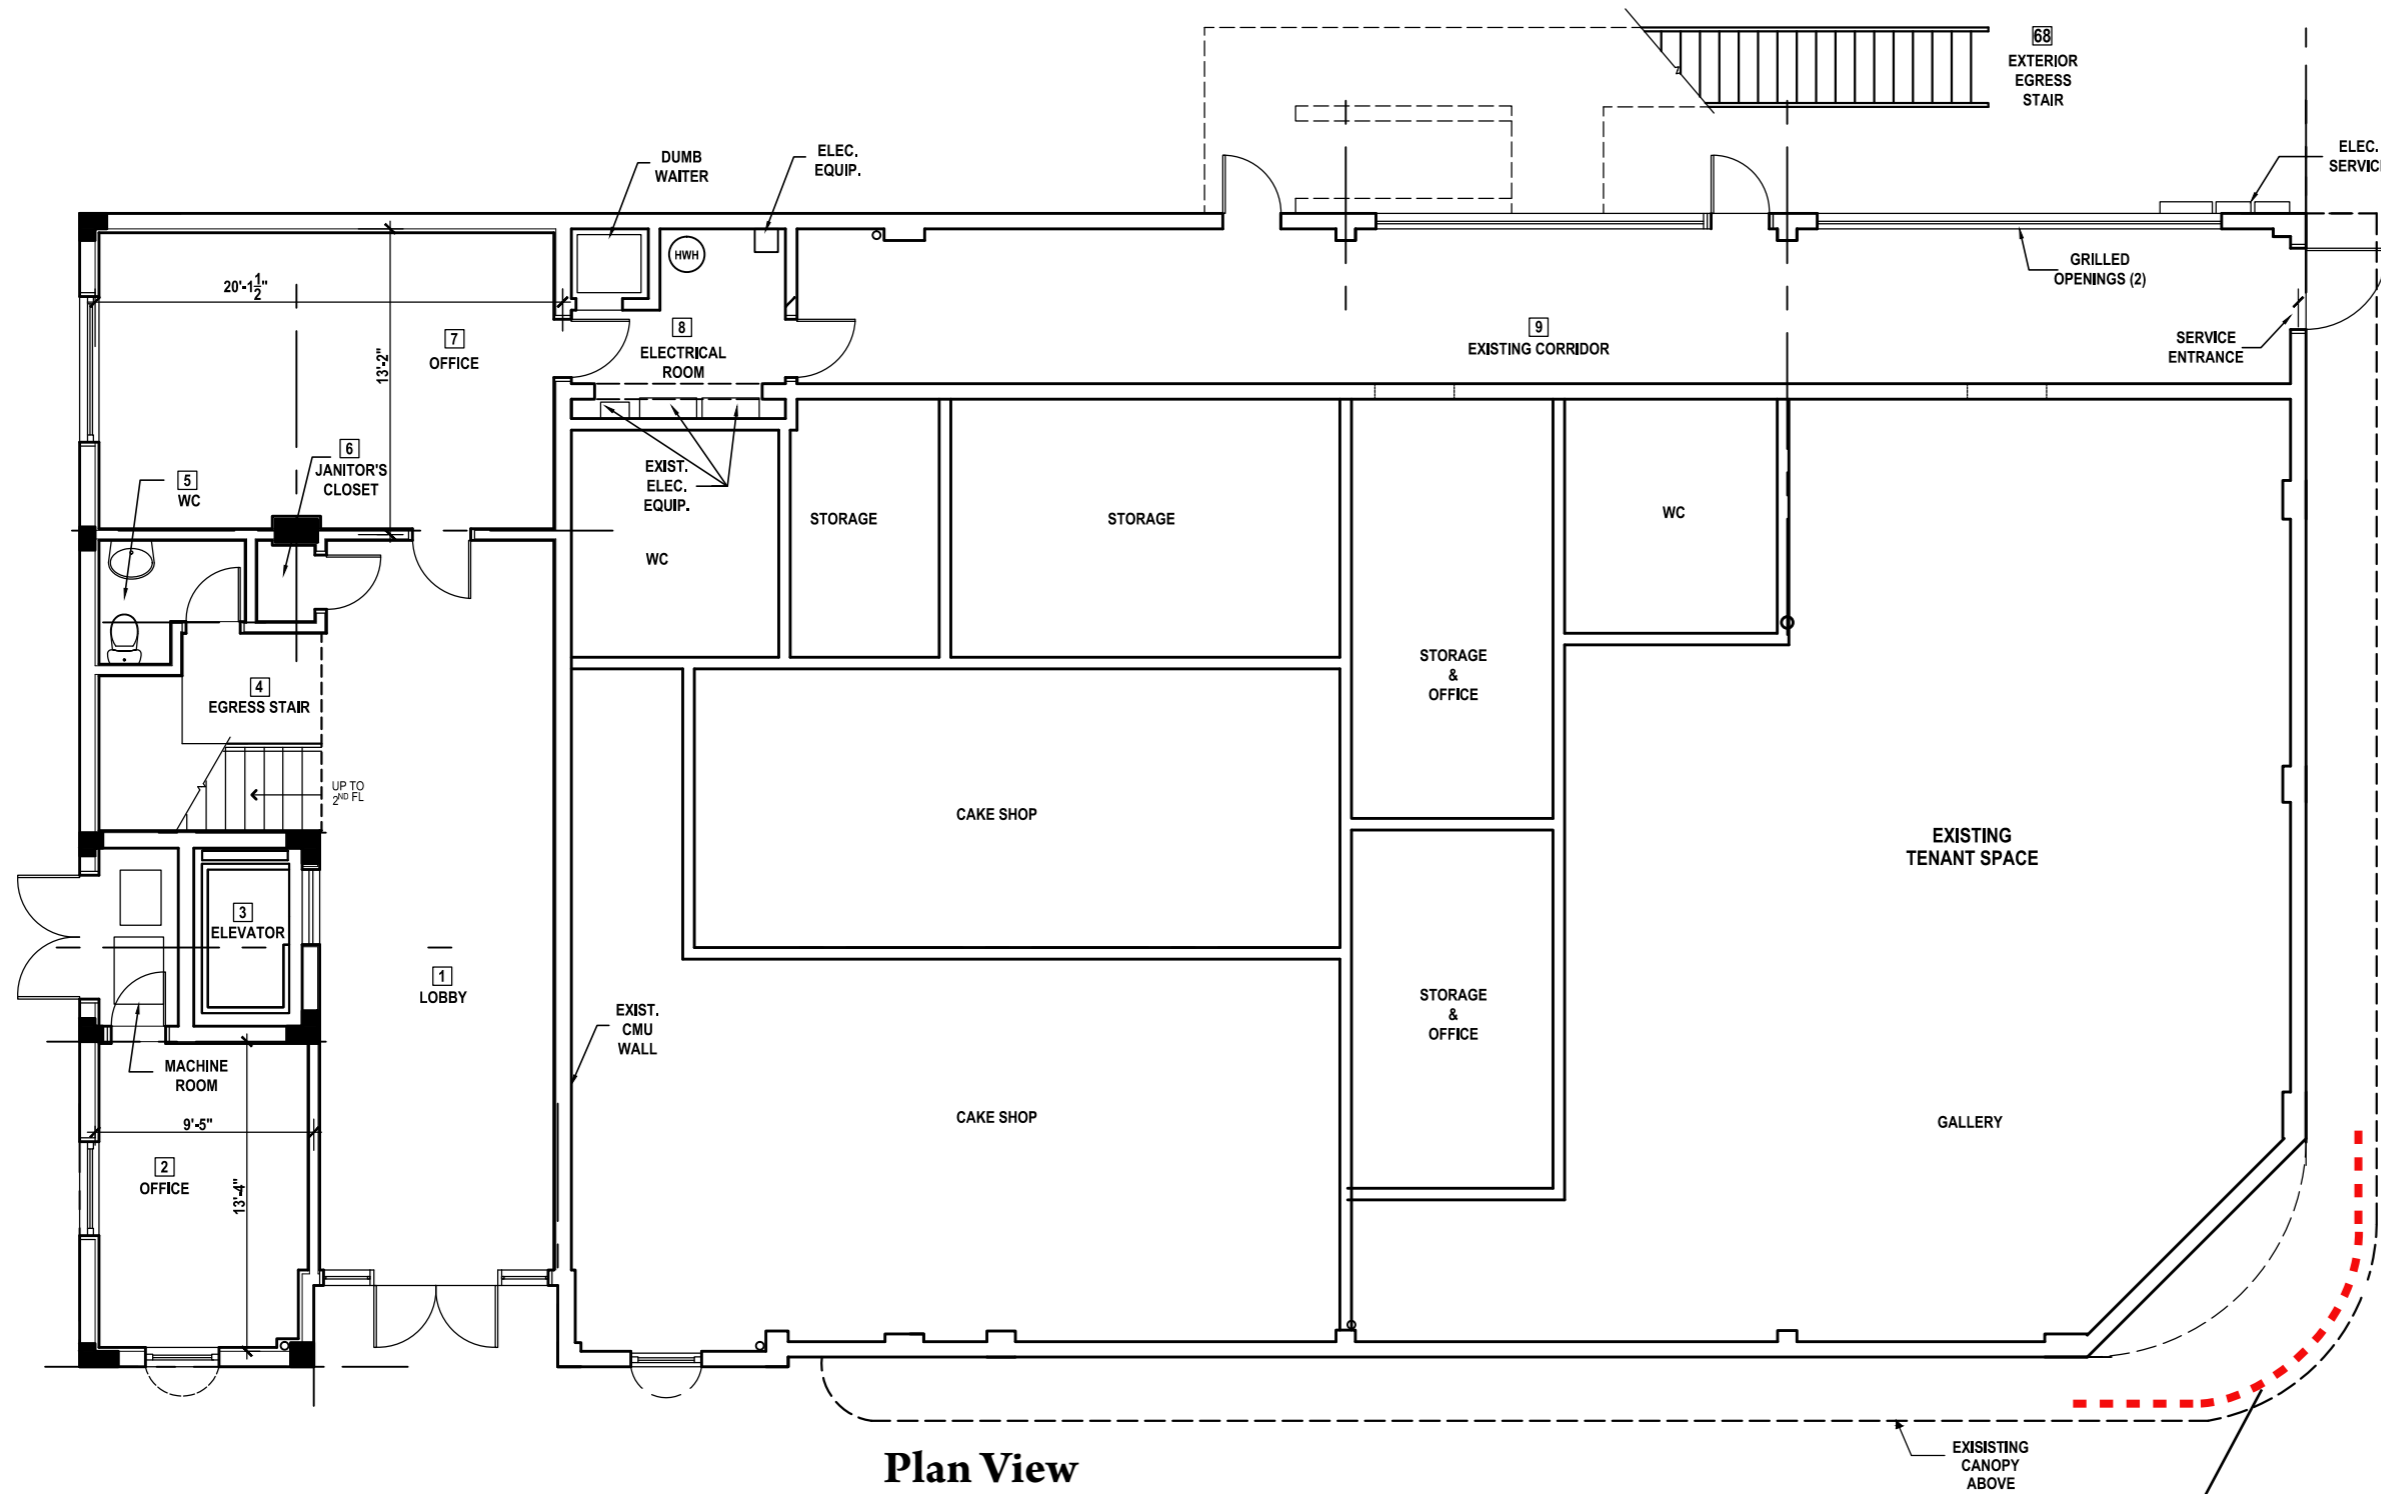 68
EXTERIOR
EGRESS
STAIR
DUMB
WAITER
ELEC.
EQUIP.
ELEC.
SERVIC
HWH
GRILLED
OPENINGS (2)
20'-1 1/2"
13'-2"
7
OFFICE
8
ELECTRICAL
ROOM
9
EXISTING CORRIDOR
SERVICE
ENTRANCE
6
JANITOR'S
CLOSET
5
WC
EXIST.
ELEC.
EQUIP.
STORAGE
STORAGE
WC
WC
STORAGE
&
OFFICE
4
EGRESS STAIR
UP TO
2ND FL
CAKE SHOP
EXISTING
TENANT SPACE
3
ELEVATOR
1
LOBBY
EXIST.
CMU
WALL
STORAGE
&
OFFICE
MACHINE
ROOM
9'-5"
2
OFFICE
13'-4"
CAKE SHOP
GALLERY
EXISISTING
CANOPY
ABOVE
Plan View